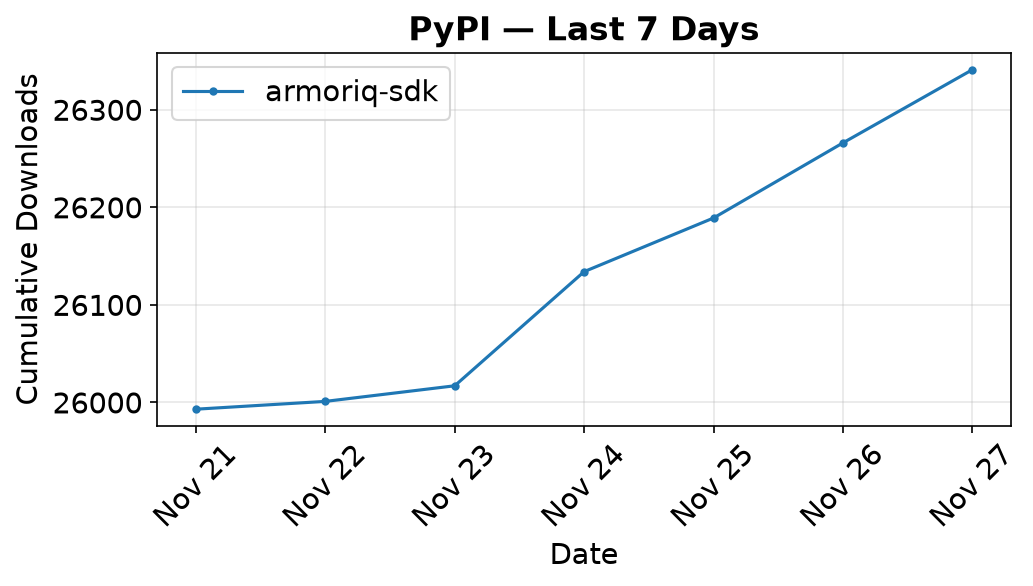 PyPI — Last 7 Days
armoriq-sdk
Cumulative Downloads
26300
26200
26100
26000
Nov 21
Nov 22
Nov 23
Nov 24
Nov 25
Nov 26
Nov 27
Date